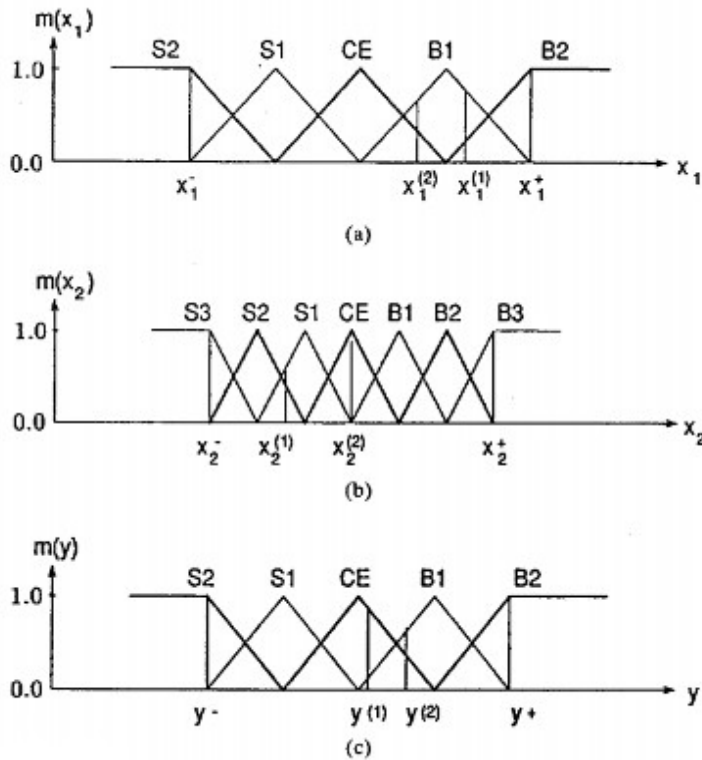 m(x₁)
S2 S1 CE B1 B2
1.0
0.0
x₁⁻ x₁⁽²⁾ x₁⁽¹⁾ x₁⁺ x₁
(a)
m(x₂)
S3 S2 S1 CE B1 B2 B3
1.0
0.0
x₂⁻ x₂⁽¹⁾ x₂⁽²⁾ x₂⁺ x₂
(b)
m(y)
S2 S1 CE B1 B2
1.0
0.0
y⁻ y⁽¹⁾ y⁽²⁾ y⁺ y
(c)